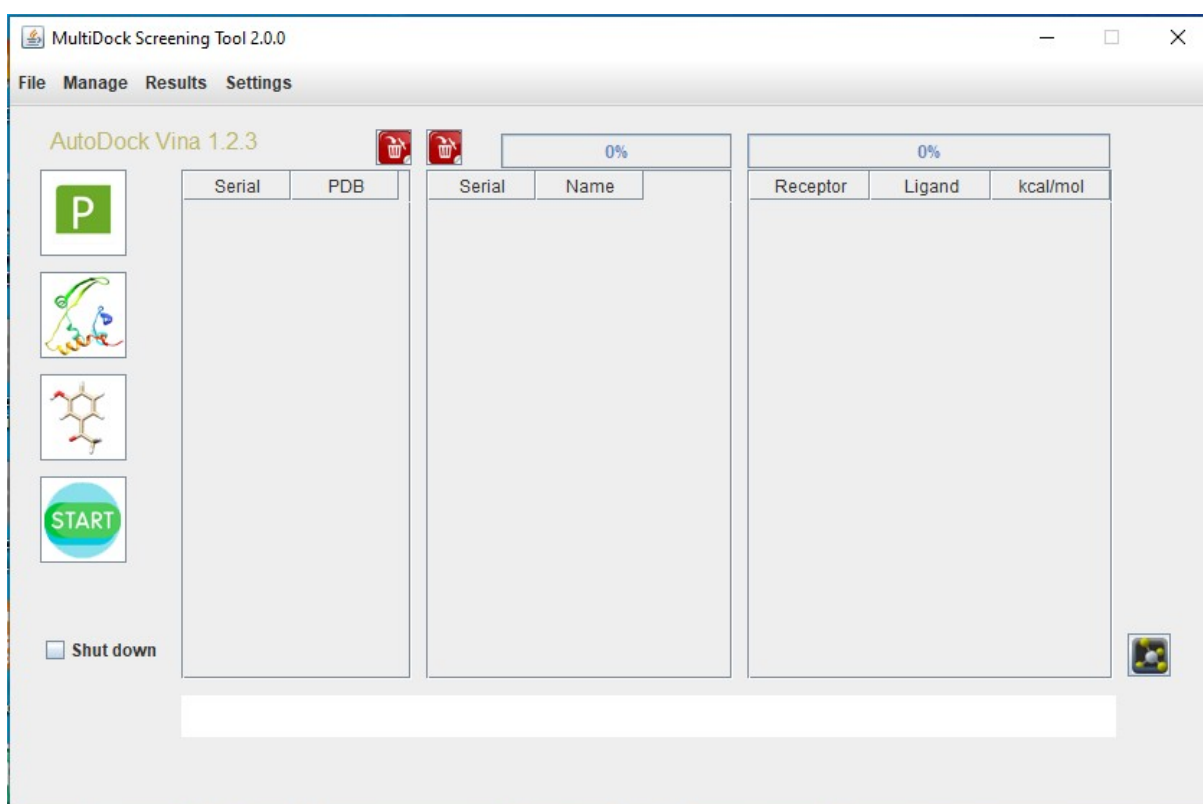 MultiDock Screening Tool 2.0.0
File Manage Results Settings
AutoDock Vina 1.2.3
0% 0%
Serial PDB Serial Name Receptor Ligand kcal/mol
P
START
Shut down